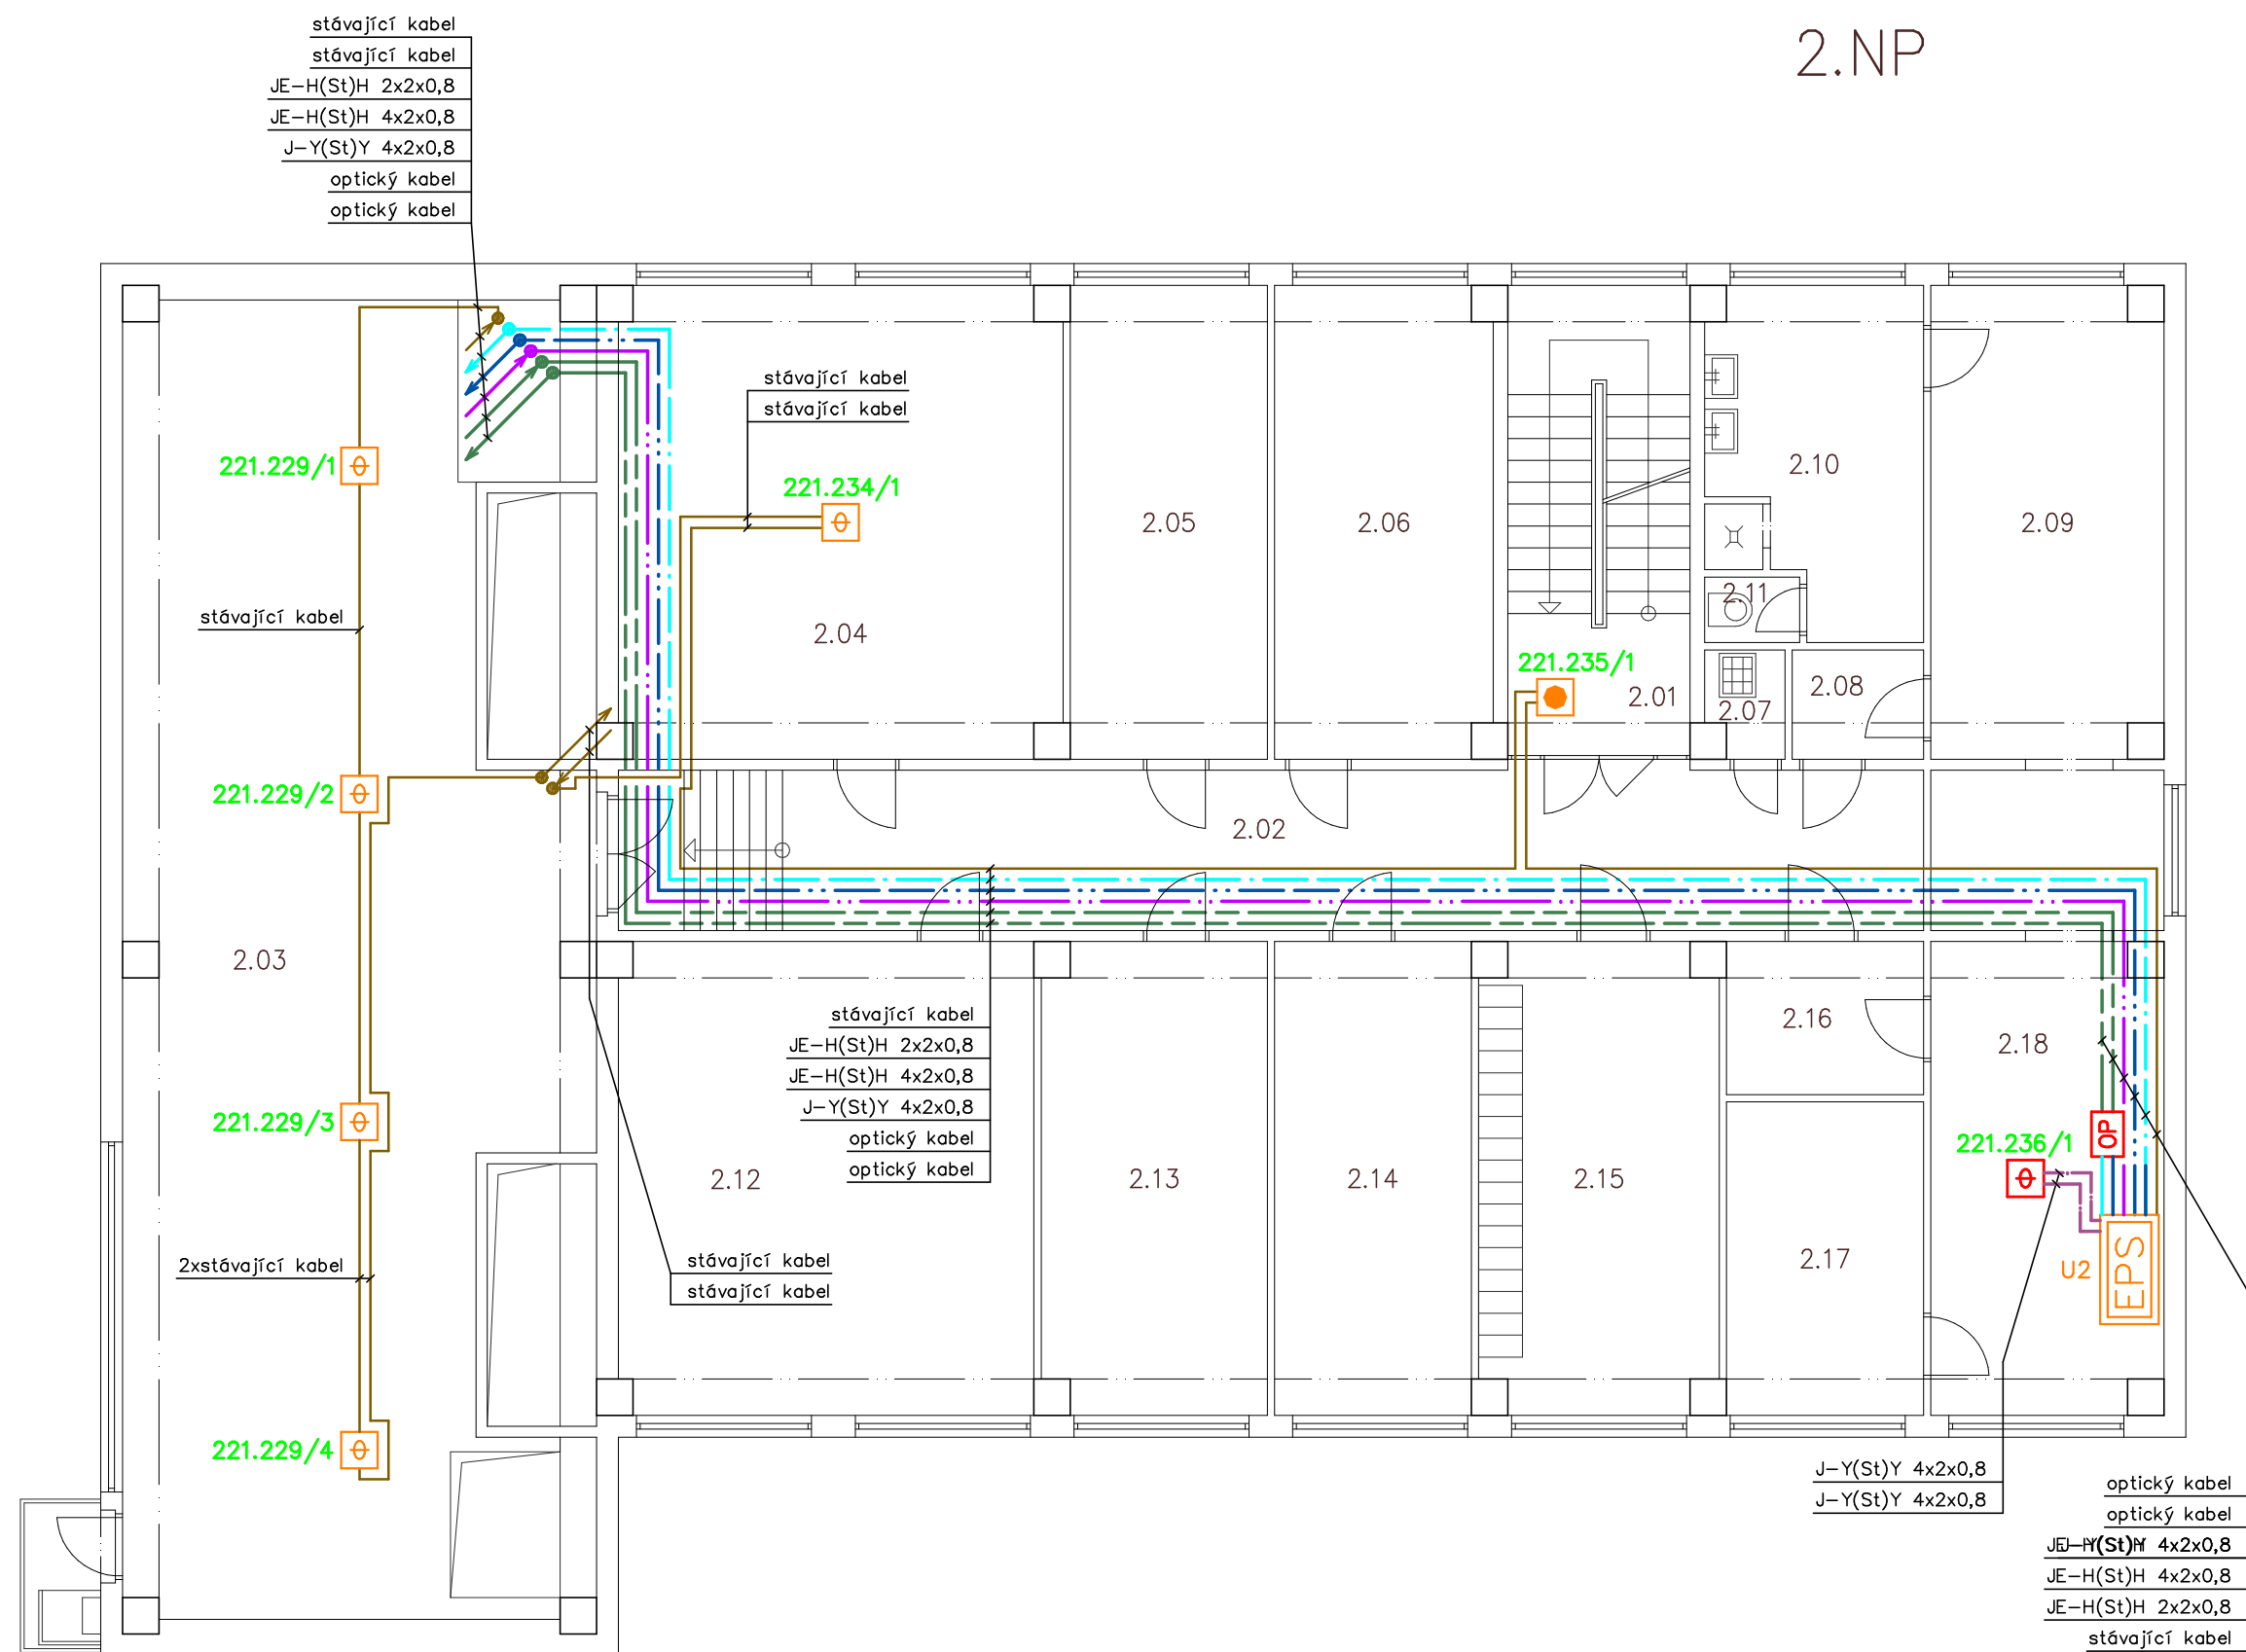 2.NP
stávající kabel
stávající kabel
JE-H(St)H 2x2x0,8
JE-H(St)H 4x2x0,8
J-Y(St)Y 4x2x0,8
optický kabel
optický kabel
stávající kabel
stávající kabel
221.229/1
221.234/1
2.05
2.06
2.10
2.09
2.11
stávající kabel
2.04
221.235/1
2.01
2.07
2.08
221.229/2
2.02
2.03
stávající kabel
JE-H(St)H 2x2x0,8
JE-H(St)H 4x2x0,8
J-Y(St)Y 4x2x0,8
optický kabel
optický kabel
2.16
2.18
221.229/3
221.236/1
OP
2.12
2.13
2.14
2.15
2.17
2xstávající kabel
stávající kabel
stávající kabel
U2
EPS
221.229/4
J-Y(St)Y 4x2x0,8
J-Y(St)Y 4x2x0,8
optický kabel
optický kabel
4x2x0,8
JE-H(St)H 4x2x0,8
JE-H(St)H 2x2x0,8
stávající kabel